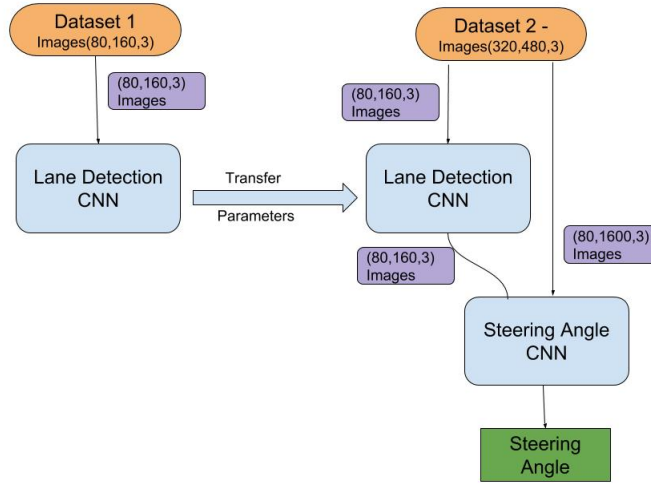 Dataset 1
Images(80,160,3)
(80,160,3)
Images
Lane Detection
CNN
Transfer
Parameters
Dataset 2 -
Images(320,480,3)
(80,160,3)
Images
Lane Detection
CNN
(80,160,3)
Images
(80,1600,3)
Images
Steering Angle
CNN
Steering
Angle